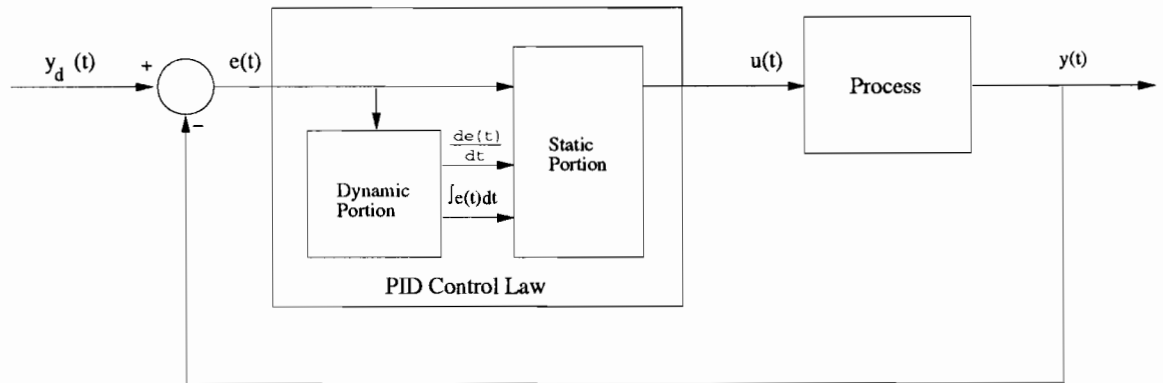 y_d (t)
+
e(t)
−
de(t)
dt
∫e(t)dt
Dynamic
Portion
Static
Portion
PID Control Law
u(t)
Process
y(t)